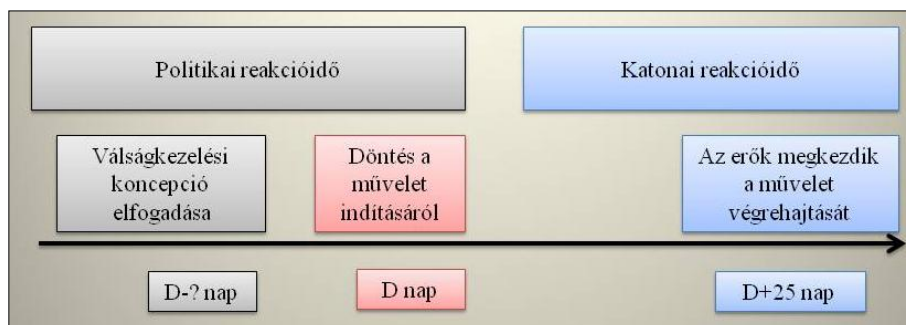 Politikai reakcióidő
Katonai reakcióidő
Válságkezelési
koncepció
elfogadása
Döntés a
művelet
indításáról
Az erők megkezdik
a művelet
végrehajtását
D-? nap
D nap
D+25 nap